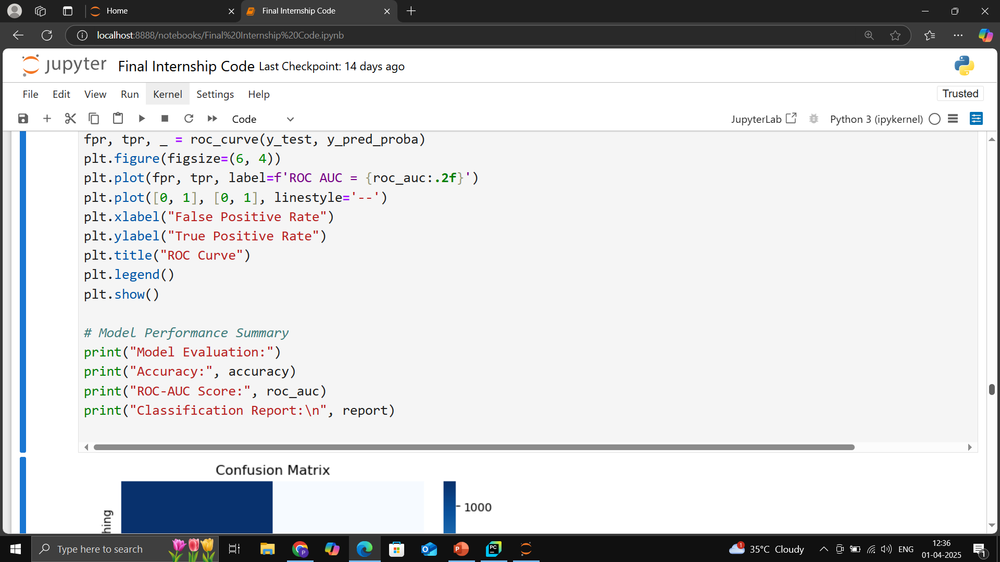 Home
Final Internship Code
localhost:8888/notebooks/Final%20Internship%20Code.ipynb
jupyter Final Internship Code Last Checkpoint: 14 days ago
File Edit View Run Kernel Settings Help
Trusted
Code
JupyterLab
Python 3 (ipykernel)
fpr, tpr, _ = roc_curve(y_test, y_pred_proba)
plt.figure(figsize=(6, 4))
plt.plot(fpr, tpr, label=f'ROC AUC = {roc_auc:.2f}')
plt.plot([0, 1], [0, 1], linestyle='--')
plt.xlabel("False Positive Rate")
plt.ylabel("True Positive Rate")
plt.title("ROC Curve")
plt.legend()
plt.show()
# Model Performance Summary
print("Model Evaluation:")
print("Accuracy:", accuracy)
print("ROC-AUC Score:", roc_auc)
print("Classification Report:\n", report)
Confusion Matrix
hing
1000
Type here to search
P
PC
O
P
1
35°C Cloudy
ENG
12:36
01-04-2025
1